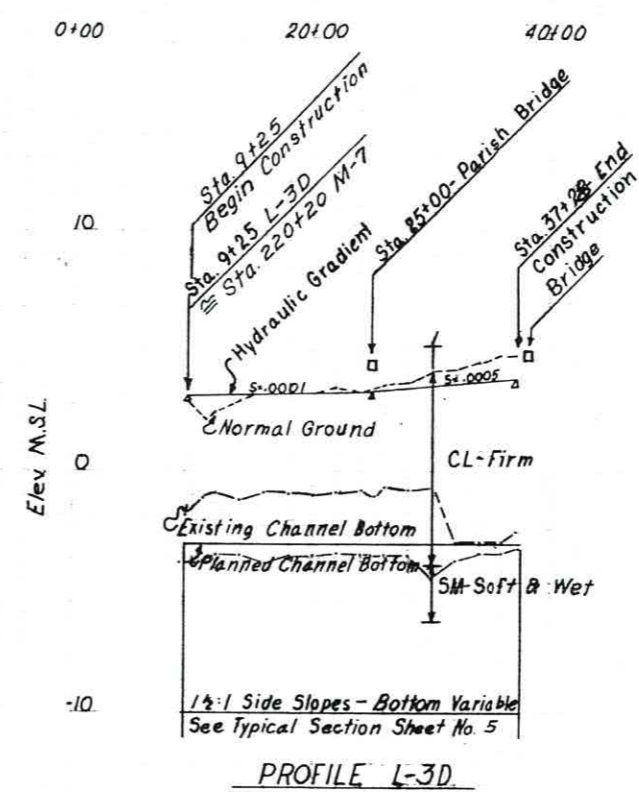 0+00 20+00 40+00
Sta. 9+25
Begin Construction
Sta. 9+25 L-3D
≅ Sta. 220+20 M-7
Hydraulic Gradient
Sta. 25+00-Parish Bridge
Sta. 37+28-End
Construction
Bridge
10
S=.0001
S=.0005
Normal Ground
Elev. M.S.L.
0
CL-Firm
Existing Channel Bottom
Planned Channel Bottom
SM-Soft & Wet
-10
1½:1 Side Slopes - Bottom Variable
See Typical Section Sheet No. 5
PROFILE L-3D